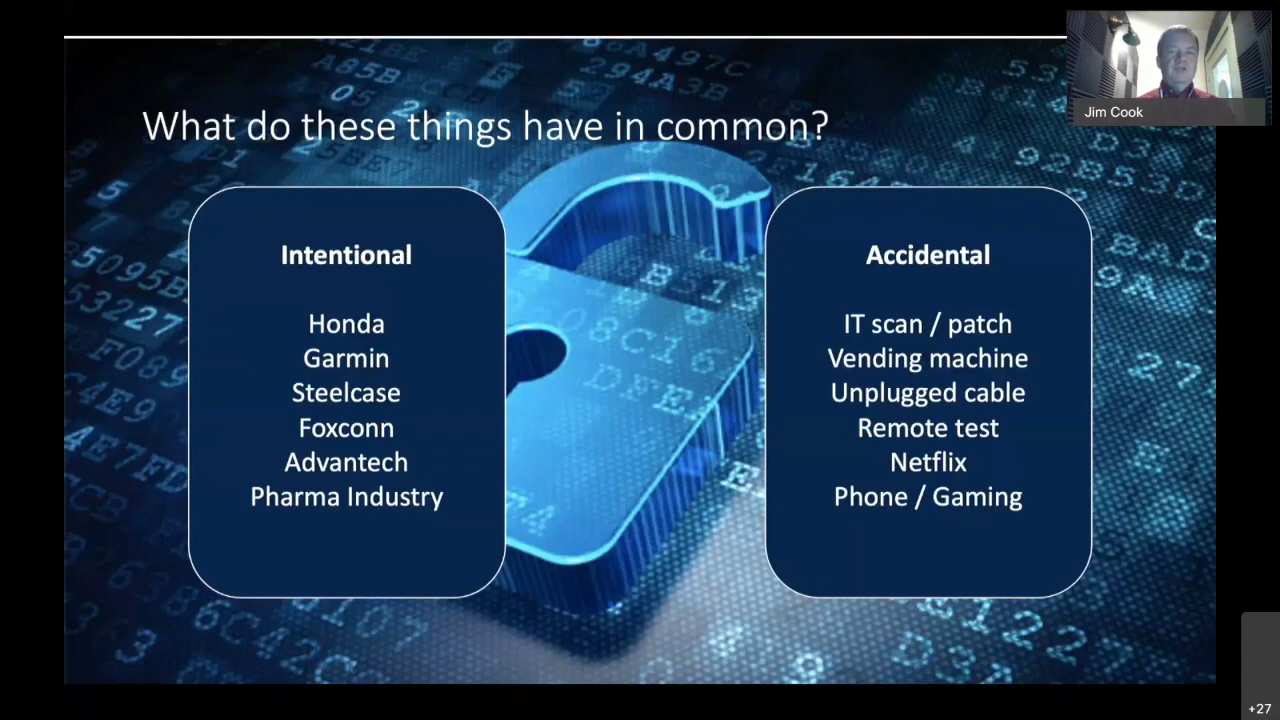 What do these things have in common?
Jim Cook
Intentional
Honda
Garmin
Steelcase
Foxconn
Advantech
Pharma Industry
Accidental
IT scan / patch
Vending machine
Unplugged cable
Remote test
Netflix
Phone / Gaming
+27